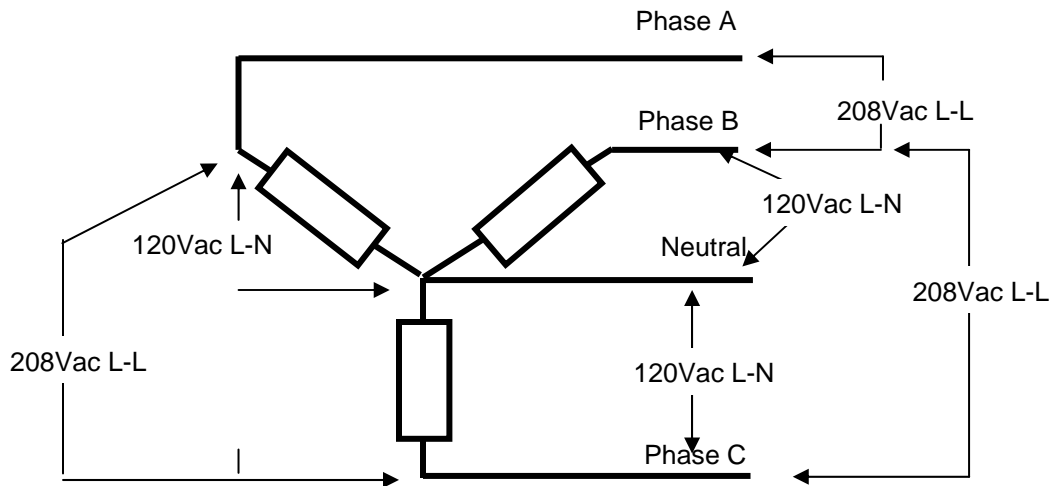 Phase A
208Vac L-L
Phase B
120Vac L-N
120Vac L-N
Neutral
208Vac L-L
208Vac L-L
120Vac L-N
Phase C